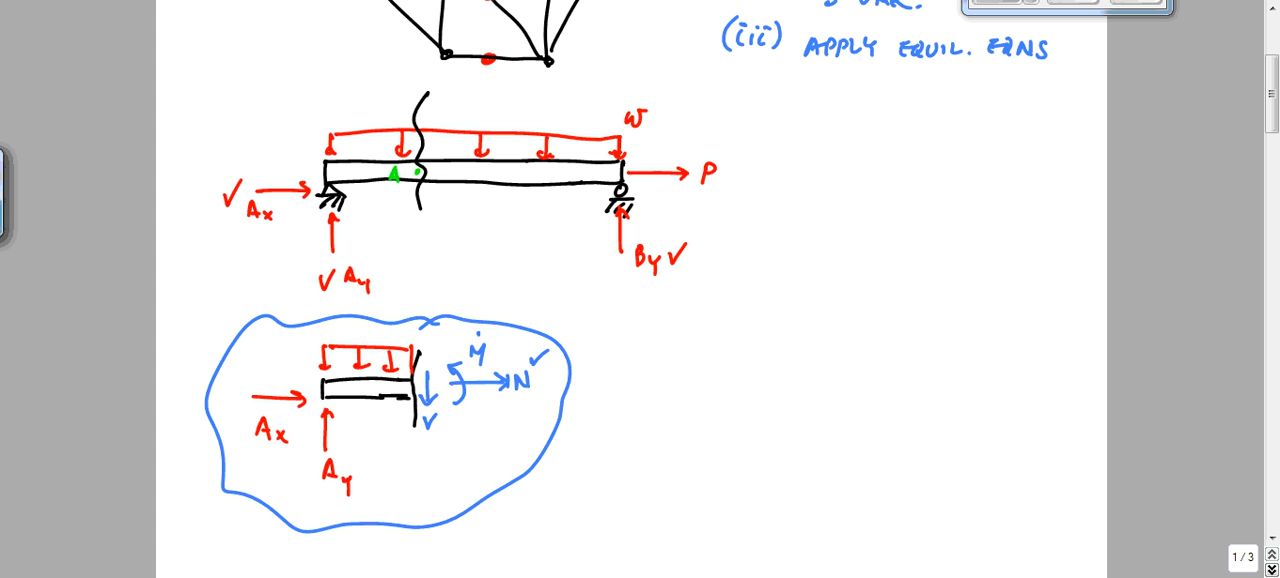 (iii) APPLY EQUIL. EQNS
W
A
P
✓ Ax
✓ Ay
By ✓
M
N ✓
V
Ax
Ay
1 / 3